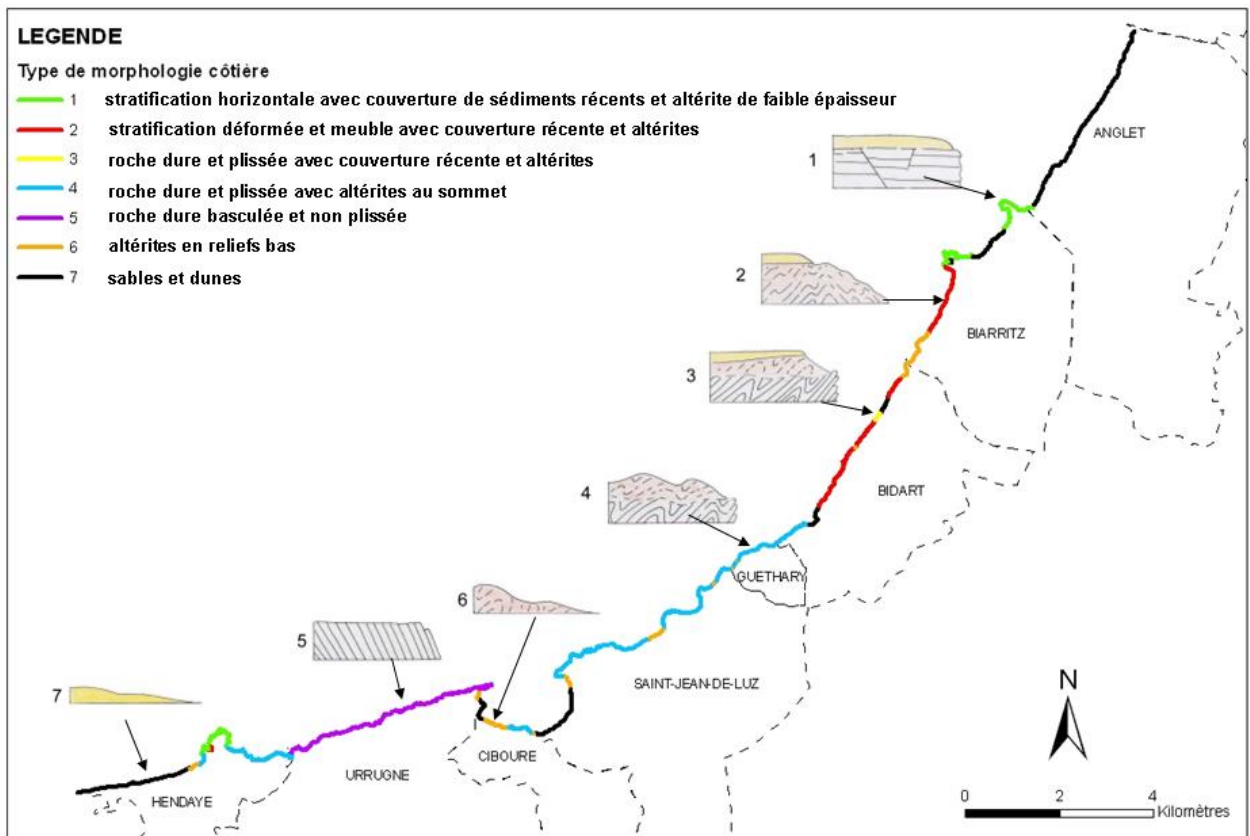 LEGENDE
Type de morphologie côtière
1 stratification horizontale avec couverture de sédiments récents et altérite de faible épaisseur
2 stratification déformée et meuble avec couverture récente et altérites
3 roche dure et plissée avec couverture récente et altérites
4 roche dure et plissée avec altérites au sommet
5 roche dure basculée et non plissée
6 altérites en reliefs bas
7 sables et dunes
ANGLET
1
2
BIARRITZ
3
BIDART
4
GUETHARY
6
5
SAINT-JEAN-DE-LUZ
7
CIBOURE
URRUGNE
HENDAYE
N
0 2 4
Kilomètres